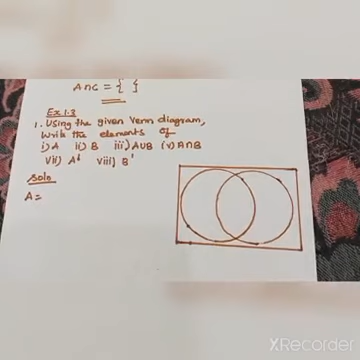 A∩C = { }
Ex.1.3
1. Using the given Venn diagram,
Write the elements of
i) A ii) B iii) A∪B iv) A∩B
vii) A' viii) B'
Soln
A=
XRecorder